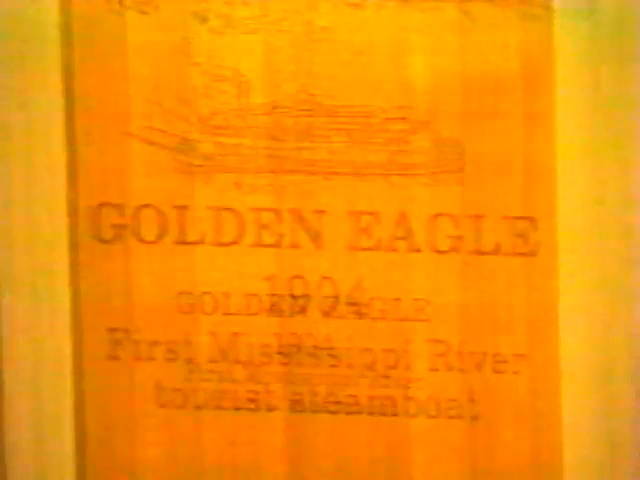 GOLDEN EAGLE
1904
GOLDEN EAGLE
First Mississippi River
tourist steamboat